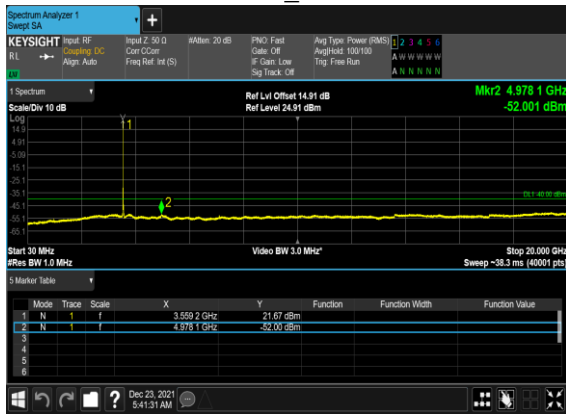 Spectrum Analyzer 1
Swept SA
KEYSIGHT Input: RF Input Z: 50 Ω #Atten: 20 dB PNO: Fast Avg Type: Power (RMS) 1 2 3 4 5 6
RL Coupling: DC Corr CCorr Gate: Off Avg|Hold: 100/100 A W W W W W
Align: Auto Freq Ref: Int (S) IF Gain: Low Trig: Free Run
LXI Sig Track: Off A N N N N N
1 Spectrum Ref Lvl Offset 14.91 dB Mkr2 4.978 1 GHz
Scale/Div 10 dB Ref Level 24.91 dBm -52.001 dBm
Log
14.9
4.91
-5.09
-15.1
-25.1
-35.1
-45.1
-55.1
-65.1
1
2
DL1 -40.00 dBm
Start 30 MHz Video BW 3.0 MHz* Stop 20.000 GHz
#Res BW 1.0 MHz Sweep ~38.3 ms (40001 pts)
5 Marker Table
Mode Trace Scale X Y Function Function Width Function Value
1 N 1 f 3.559 2 GHz 21.67 dBm
2 N 1 f 4.978 1 GHz -52.00 dBm
3
4
5
6
? Dec 23, 2021
5:41:31 AM